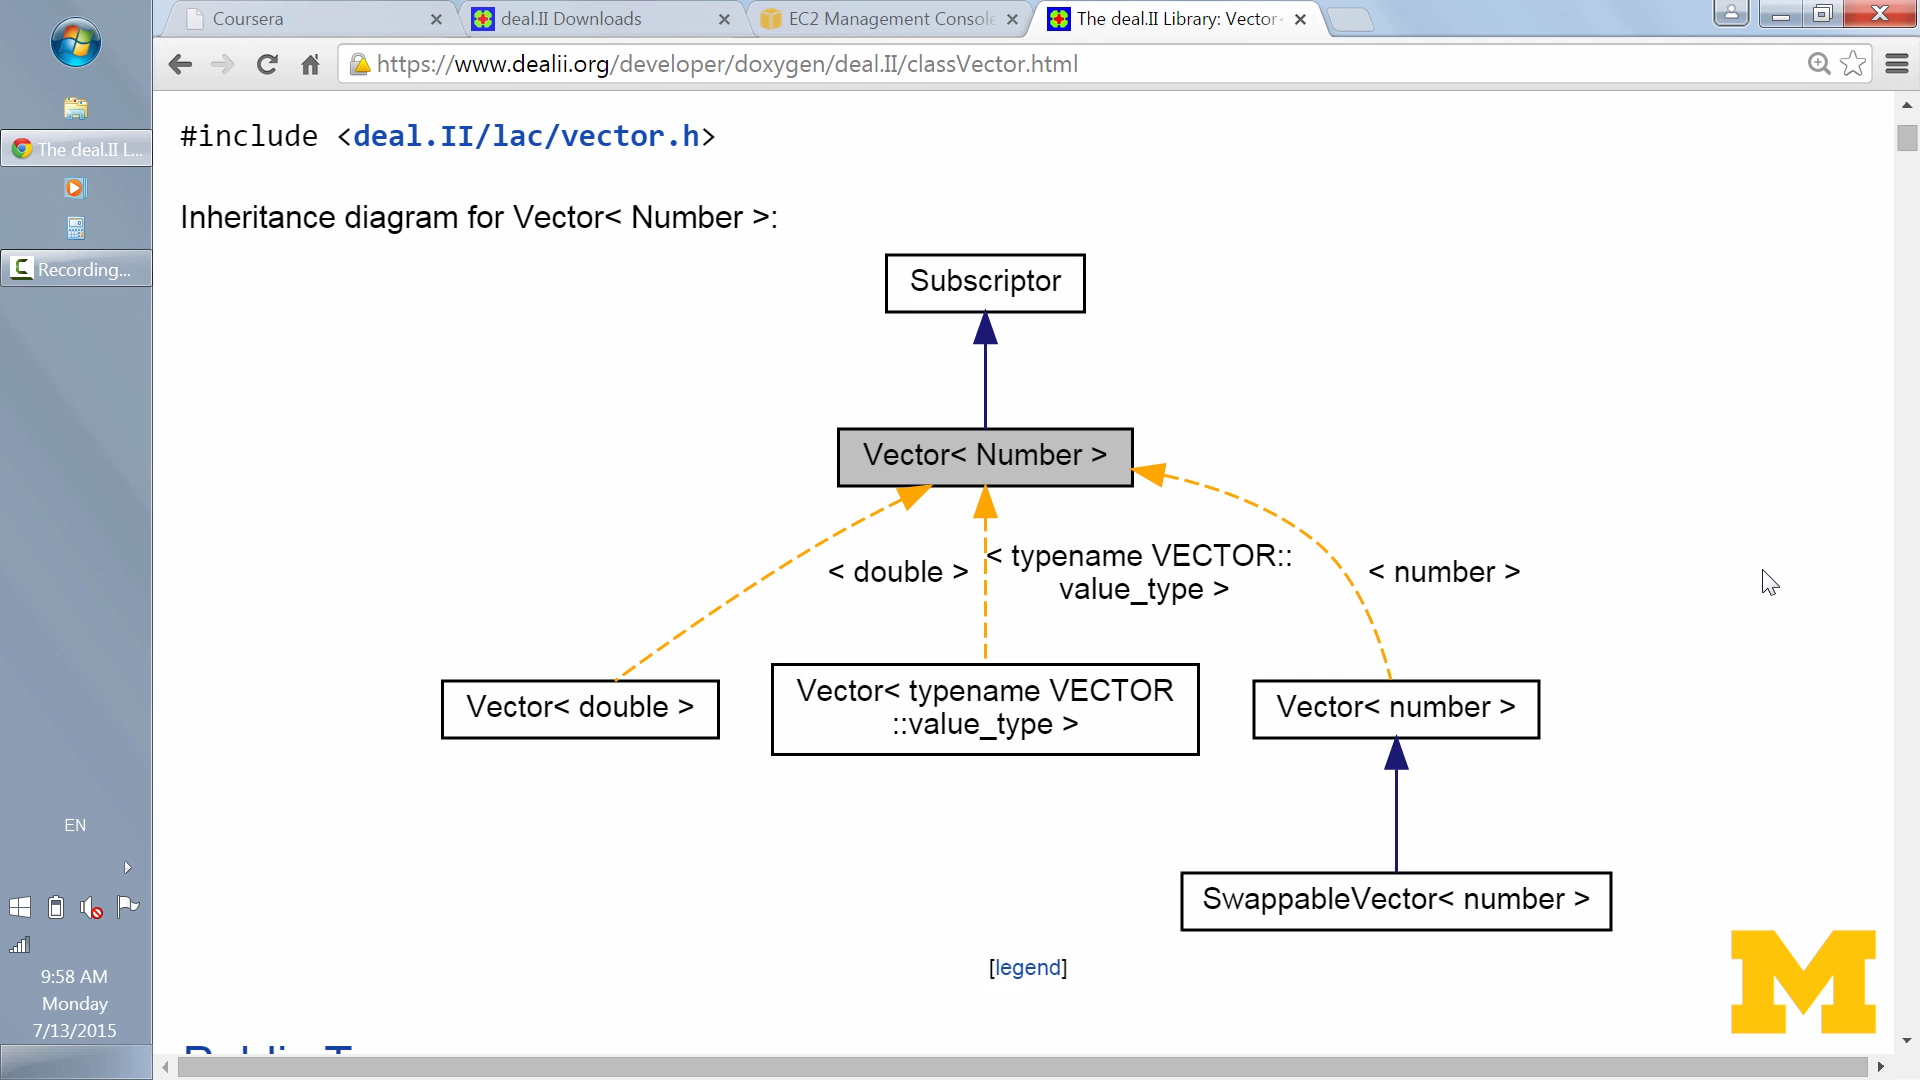 Coursera
deal.II Downloads
EC2 Management Console
The deal.II Library: Vector
https://www.dealii.org/developer/doxygen/deal.II/classVector.html
The deal.II L...
Recording...
EN
9:58 AM
Monday
7/13/2015
#include <deal.II/lac/vector.h>
Inheritance diagram for Vector< Number >:
Subscriptor
Vector< Number >
< double >
< typename VECTOR::
value_type >
< number >
Vector< double >
Vector< typename VECTOR
::value_type >
Vector< number >
SwappableVector< number >
[legend]
M